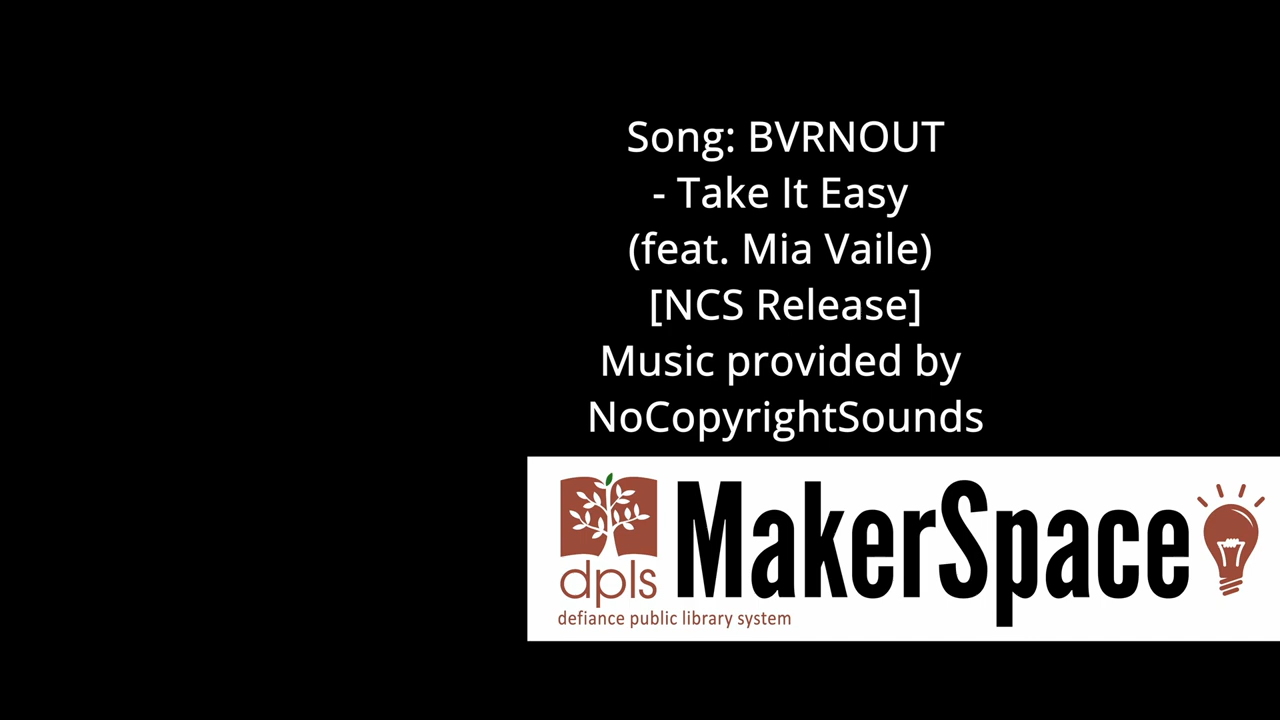 Song: BVRNOUT
- Take It Easy
(feat. Mia Vaile)
[NCS Release]
Music provided by
NoCopyrightSounds
dpls MakerSpace
defiance public library system